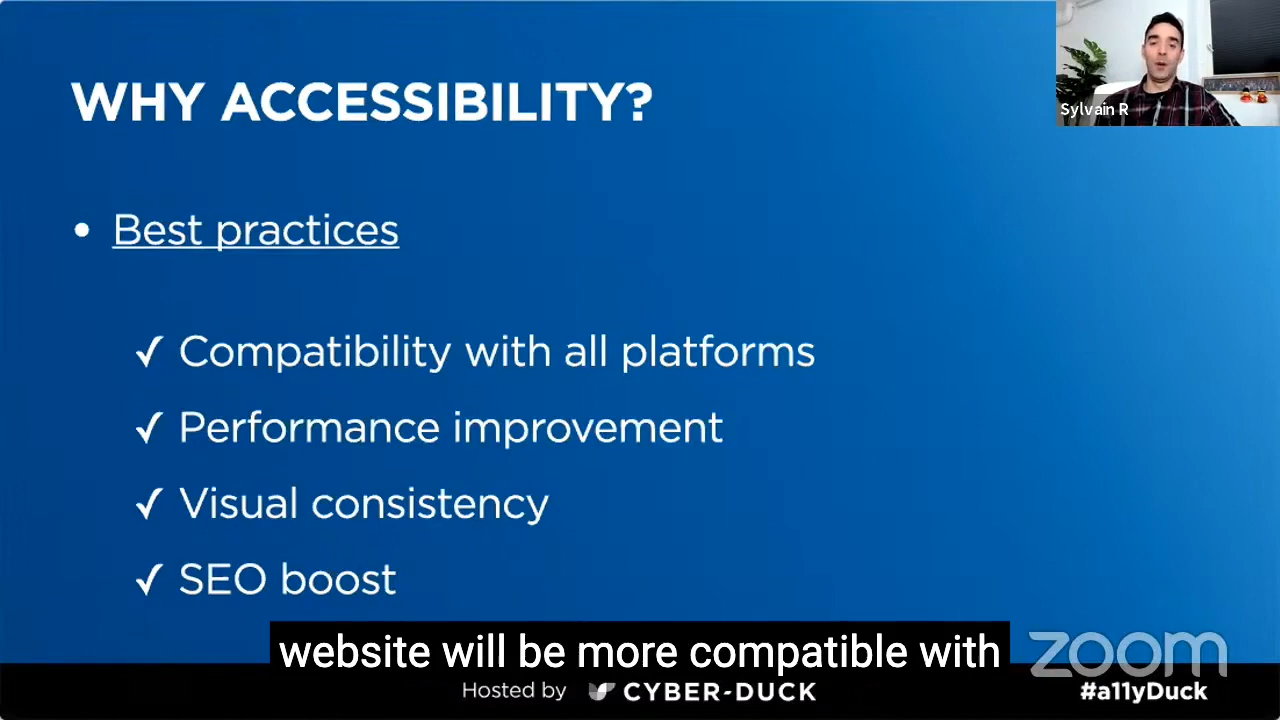 WHY ACCESSIBILITY?
Sylvain R
• Best practices
✓ Compatibility with all platforms
✓ Performance improvement
✓ Visual consistency
✓ SEO boost
website will be more compatible with
zoom
Hosted by CYBER-DUCK
#a11yDuck